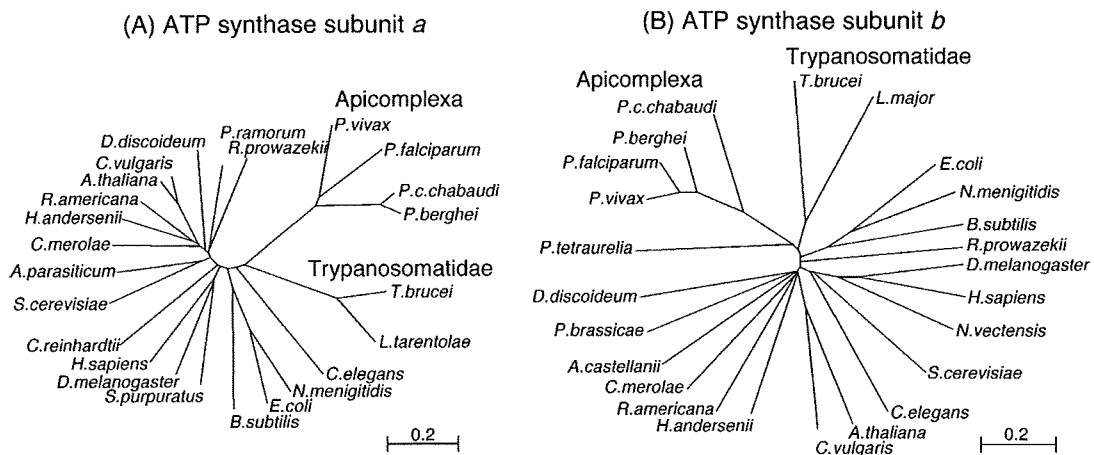 (A) ATP synthase subunit a
Apicomplexa
P.vivax
P.falciparum
P.c.chabaudi
P.berghei
Trypanosomatidae
T.brucei
L.tarentolae
C.elegans
N.menigitidis
E.coli
B.subtilis
S.purpuratus
D.melanogaster
H.sapiens
C.reinhardtii
S.cerevisiae
A.parasiticum
C.merolae
H.andersenii
R.americana
A.thaliana
C.vulgaris
D.discoideum
P.ramorum
R.prowazekii
0.2
(B) ATP synthase subunit b
Trypanosomatidae
T.brucei
L.major
E.coli
N.menigitidis
B.subtilis
R.prowazekii
D.melanogaster
H.sapiens
N.vectensis
S.cerevisiae
C.elegans
A.thaliana
C.vulgaris
H.andersenii
R.americana
C.merolae
A.castellanii
P.brassicae
D.discoideum
P.tetraurelia
P.vivax
P.falciparum
P.berghei
P.c.chabaudi
Apicomplexa
0.2